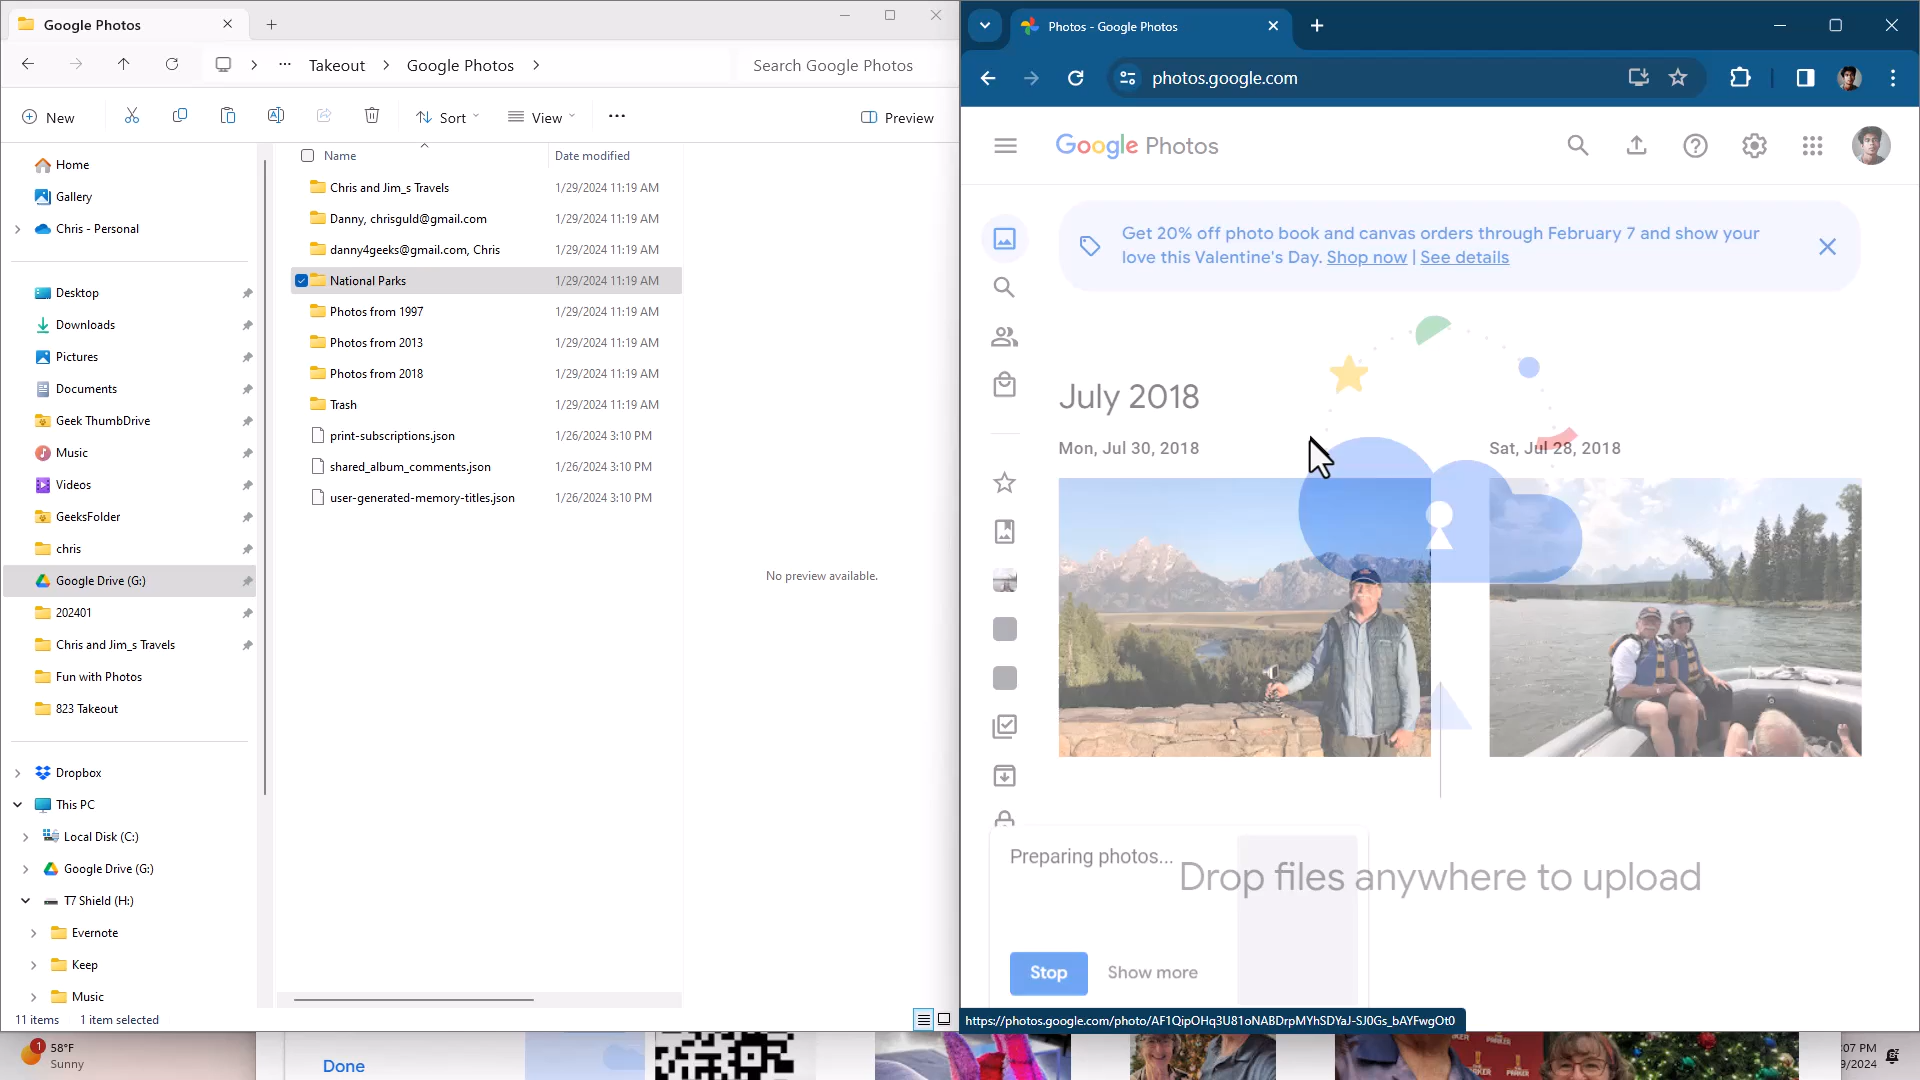 Google Photos
Takeout
Google Photos
Search Google Photos
New
Sort
View
Preview
Home
Gallery
Chris - Personal
Desktop
Downloads
Pictures
Documents
Geek ThumbDrive
Music
Videos
GeeksFolder
chris
Google Drive (G:)
202401
Chris and Jim_s Travels
Fun with Photos
823 Takeout
Dropbox
This PC
Local Disk (C:)
Google Drive (G:)
T7 Shield (H:)
Evernote
Keep
Music
Name Date modified
Chris and Jim_s Travels 1/29/2024 11:19 AM
Danny, chrisguld@gmail.com 1/29/2024 11:19 AM
danny4geeks@gmail.com, Chris 1/29/2024 11:19 AM
National Parks 1/29/2024 11:19 AM
Photos from 1997 1/29/2024 11:19 AM
Photos from 2013 1/29/2024 11:19 AM
Photos from 2018 1/29/2024 11:19 AM
Trash 1/29/2024 11:19 AM
print-subscriptions.json 1/26/2024 3:10 PM
shared_album_comments.json 1/26/2024 3:10 PM
user-generated-memory-titles.json 1/26/2024 3:10 PM
No preview available.
11 items 1 item selected
Photos - Google Photos
photos.google.com
Google Photos
Get 20% off photo book and canvas orders through February 7 and show your
love this Valentine's Day. Shop now | See details
July 2018
Mon, Jul 30, 2018 Sat, Jul 28, 2018
Preparing photos...
Drop files anywhere to upload
Stop Show more
https://photos.google.com/photo/AF1QipOHq3U81oNABDrpMYhSDYaJ-SJ0Gs_bAYFwgOt0
1
58°F
Sunny
Done
PARKER
:07 PM
9/2024